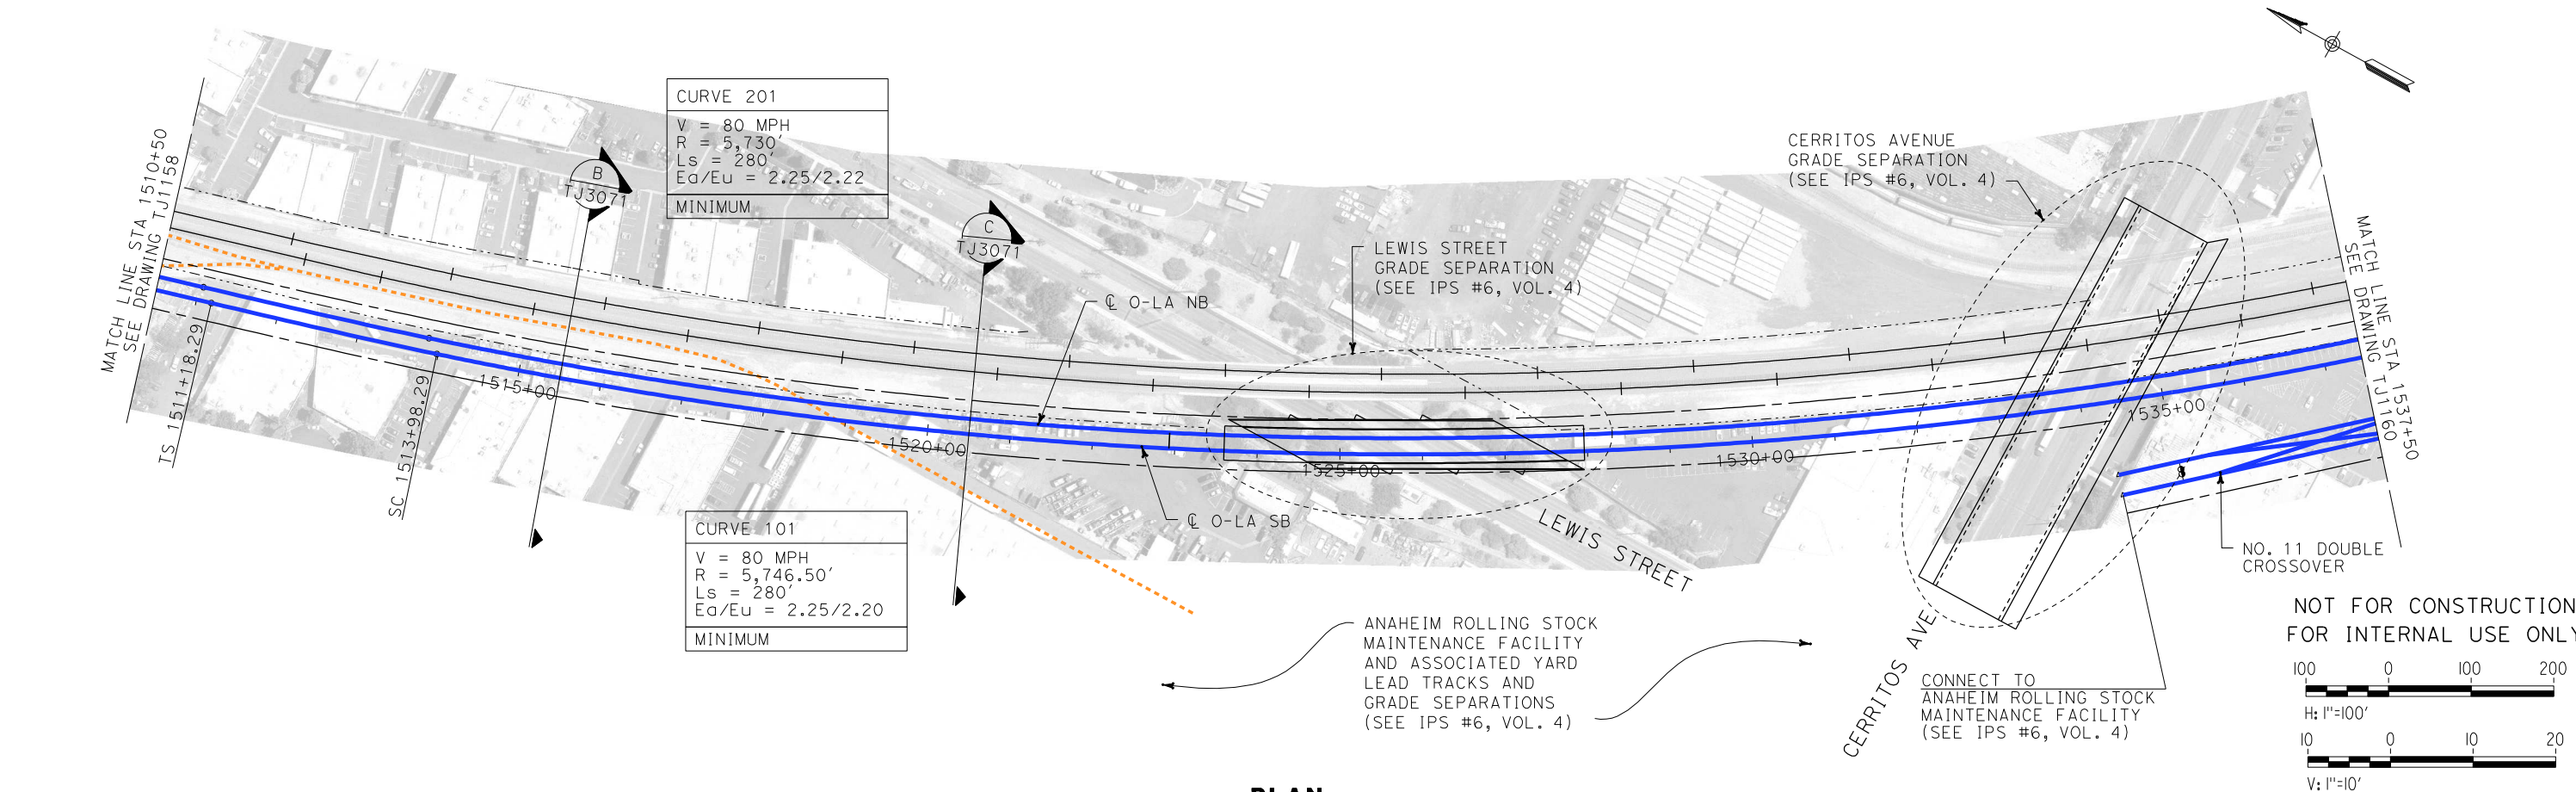 MATCH LINE STA 1510+50
SEE DRAWING TJ1158
TS 1511+18.29
SC 1513+98.29
B
TJ3071
CURVE 201
V = 80 MPH
R = 5,730'
Ls = 280'
Ea/Eu = 2.25/2.22
MINIMUM
C
TJ3071
℄ O-LA NB
LEWIS STREET
GRADE SEPARATION
(SEE IPS #6, VOL. 4)
CERRITOS AVENUE
GRADE SEPARATION
(SEE IPS #6, VOL. 4)
MATCH LINE STA 1537+50
SEE DRAWING TJ1160
1515+00
1520+00
1525+00
1530+00
1535+00
CURVE 101
V = 80 MPH
R = 5,746.50'
Ls = 280'
Ea/Eu = 2.25/2.20
MINIMUM
℄ O-LA SB
LEWIS STREET
ANAHEIM ROLLING STOCK
MAINTENANCE FACILITY
AND ASSOCIATED YARD
LEAD TRACKS AND
GRADE SEPARATIONS
(SEE IPS #6, VOL. 4)
CERRITOS AVE
CONNECT TO
ANAHEIM ROLLING STOCK
MAINTENANCE FACILITY
(SEE IPS #6, VOL. 4)
NO. 11 DOUBLE
CROSSOVER
NOT FOR CONSTRUCTION
FOR INTERNAL USE ONLY
100 0 100 200
H: 1"=100'
10 0 10 20
V: 1"=10'
PLAN